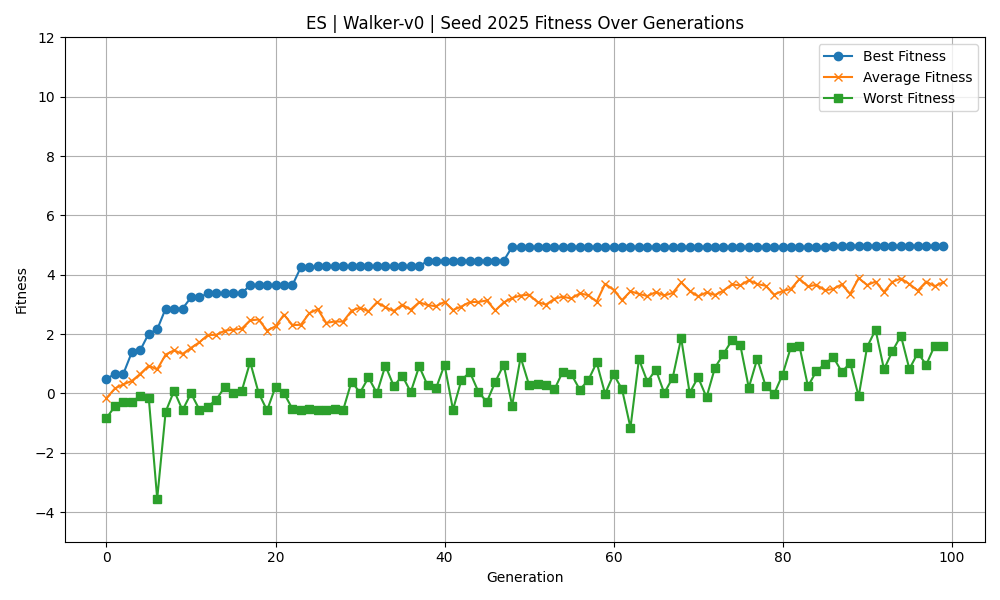 ES | Walker-v0 | Seed 2025 Fitness Over Generations
Best Fitness
Average Fitness
Worst Fitness
Fitness
12
10
8
6
4
2
0
−2
−4
0 20 40 60 80 100
Generation